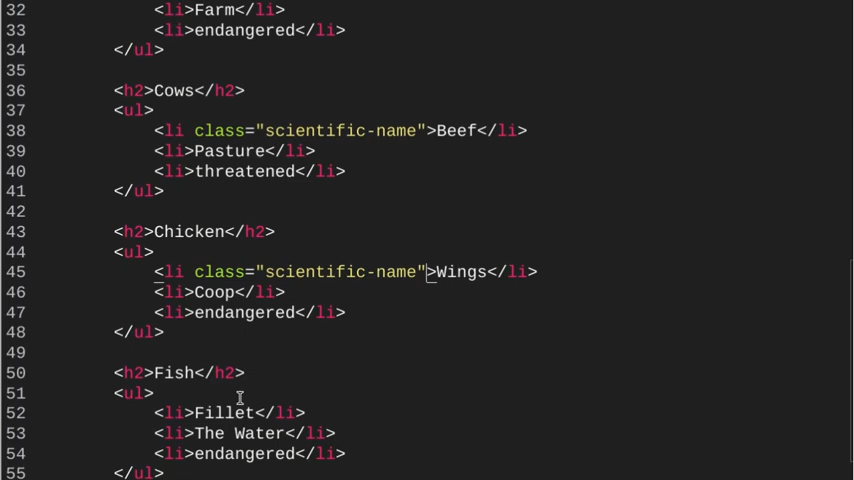 32 <li>Farm</li>
33 <li>endangered</li>
34 </ul>
35
36 <h2>Cows</h2>
37 <ul>
38 <li class="scientific-name">Beef</li>
39 <li>Pasture</li>
40 <li>threatened</li>
41 </ul>
42
43 <h2>Chicken</h2>
44 <ul>
45 <li class="scientific-name">Wings</li>
46 <li>Coop</li>
47 <li>endangered</li>
48 </ul>
49
50 <h2>Fish</h2>
51 <ul>
52 <li>Fillet</li>
53 <li>The Water</li>
54 <li>endangered</li>
55 </ul>